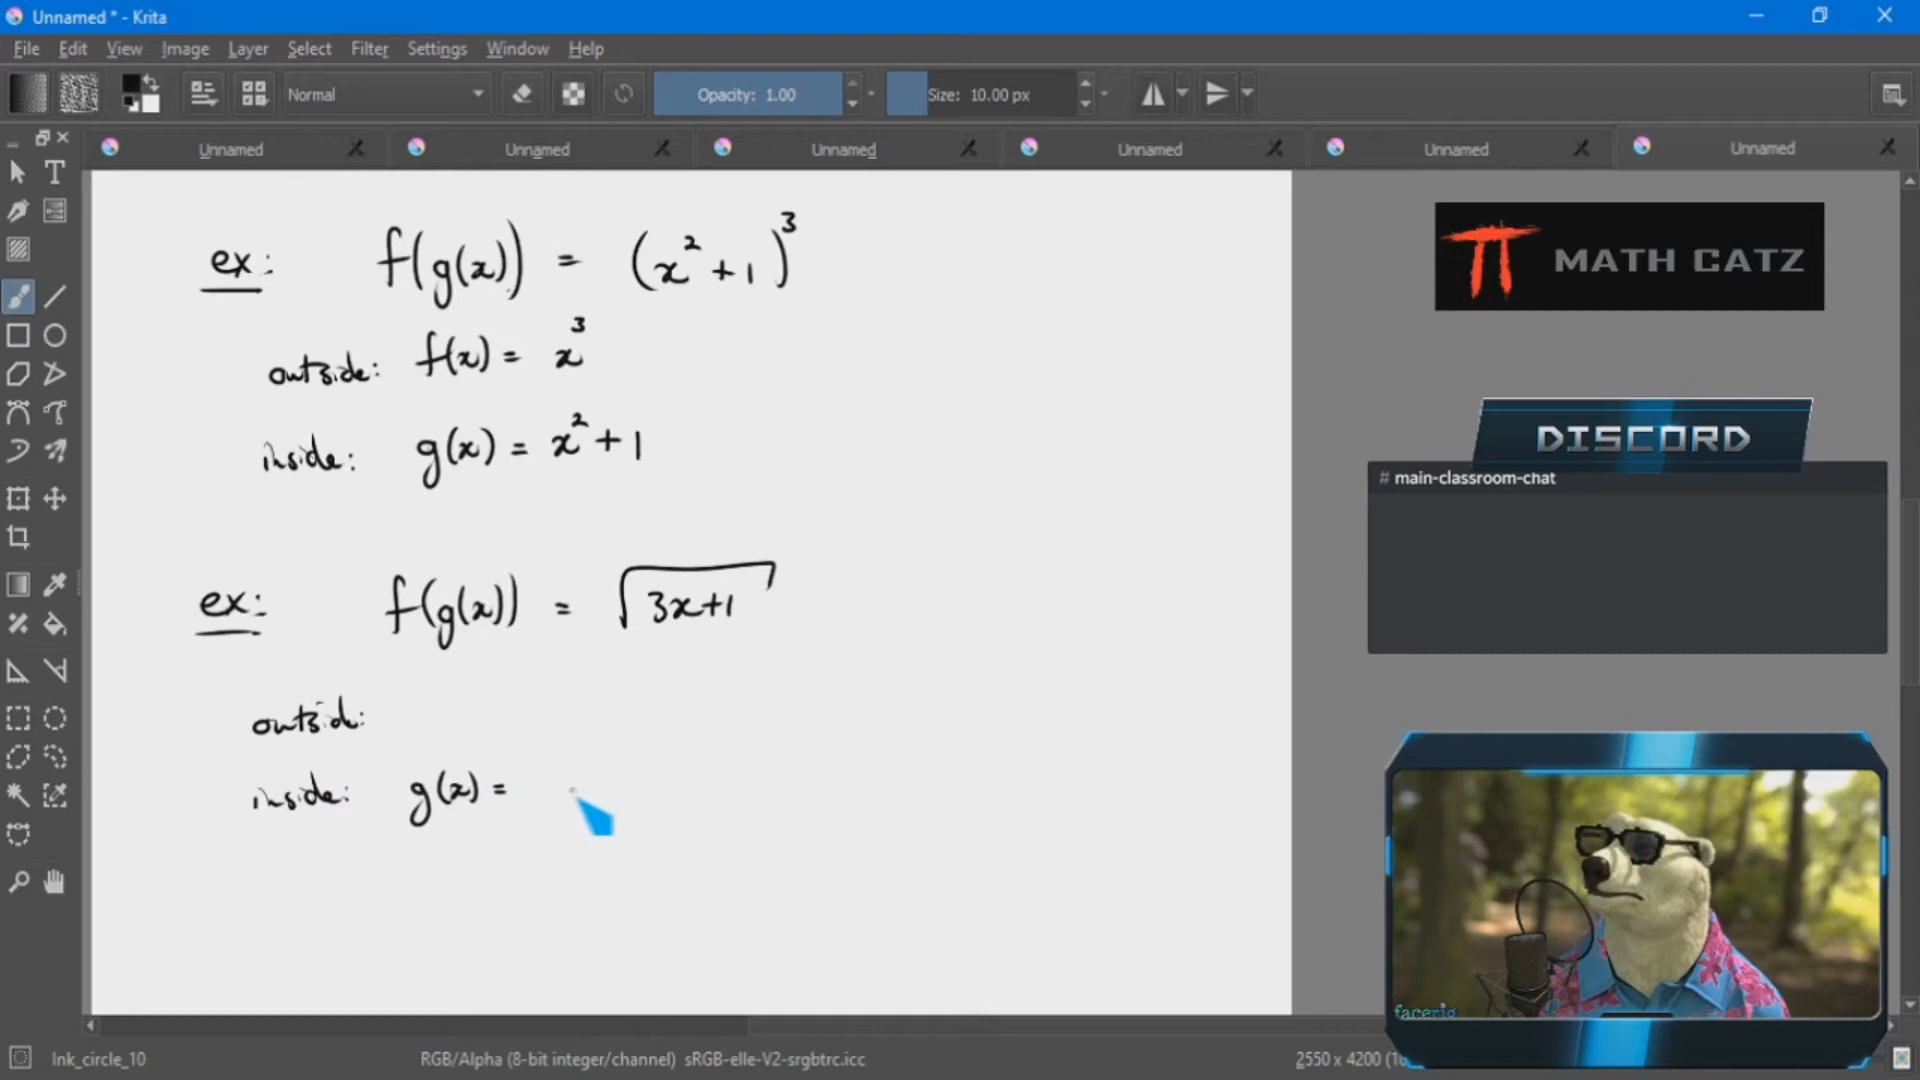 Unnamed * - Krita
File Edit View Image Layer Select Filter Settings Window Help
Normal Opacity: 1.00 Size: 10.00 px
Unnamed Unnamed Unnamed Unnamed Unnamed Unnamed
ex: f(g(x)) = (x² + 1)³
outside: f(x) = x³
inside: g(x) = x² + 1
ex: f(g(x)) = √3x+1
outside:
inside: g(x) =
MATH CATZ
DISCORD
# main-classroom-chat
facerig
Ink_circle_10 RGB/Alpha (8-bit integer/channel) sRGB-elle-V2-srgbtrc.icc 2550 x 4200